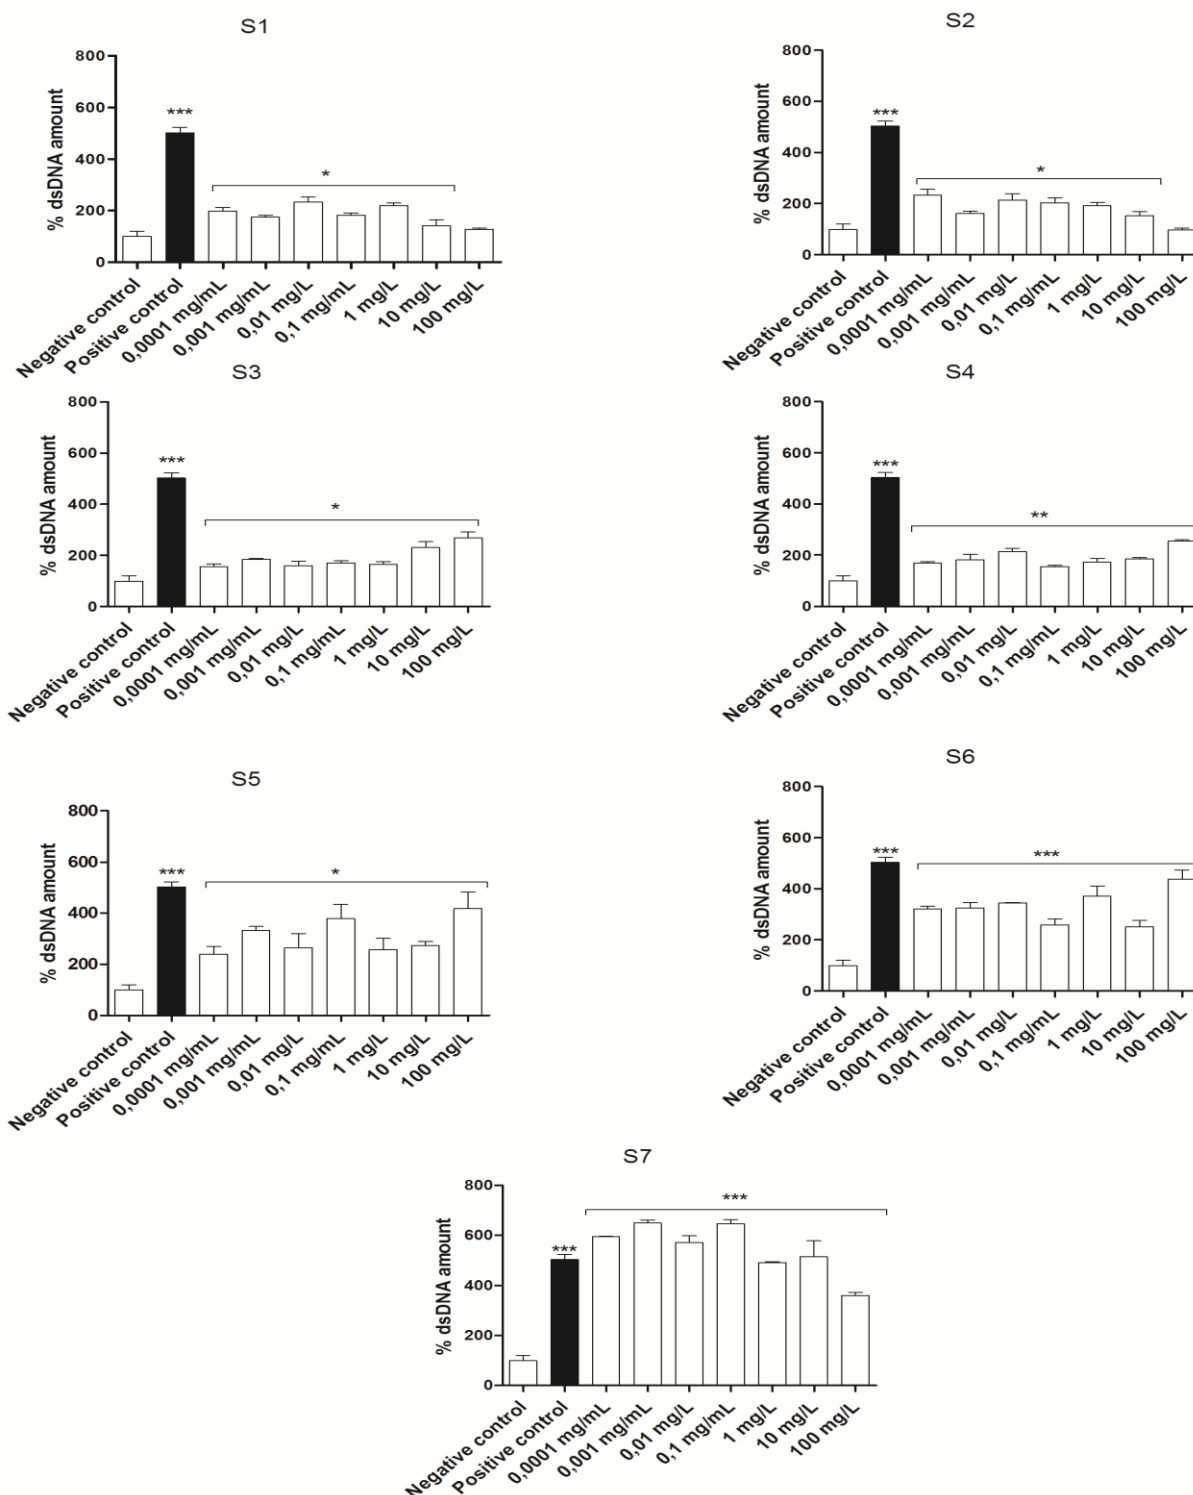 S1
% dsDNA amount
800
600
400
200
0
***
*
Negative control
Positive control
0,0001 mg/mL
0,001 mg/mL
0,01 mg/L
0,1 mg/mL
1 mg/L
10 mg/L
100 mg/L
S2
% dsDNA amount
800
600
400
200
0
***
*
Negative control
Positive control
0,0001 mg/mL
0,001 mg/mL
0,01 mg/L
0,1 mg/mL
1 mg/L
10 mg/L
100 mg/L
S3
% dsDNA amount
800
600
400
200
0
***
*
Negative control
Positive control
0,0001 mg/mL
0,001 mg/mL
0,01 mg/L
0,1 mg/mL
1 mg/L
10 mg/L
100 mg/L
S4
% dsDNA amount
800
600
400
200
0
***
**
Negative control
Positive control
0,0001 mg/mL
0,001 mg/mL
0,01 mg/L
0,1 mg/mL
1 mg/L
10 mg/L
100 mg/L
S5
% dsDNA amount
800
600
400
200
0
***
*
Negative control
Positive control
0,0001 mg/mL
0,001 mg/mL
0,01 mg/L
0,1 mg/mL
1 mg/L
10 mg/L
100 mg/L
S6
% dsDNA amount
800
600
400
200
0
***
***
Negative control
Positive control
0,0001 mg/mL
0,001 mg/mL
0,01 mg/L
0,1 mg/mL
1 mg/L
10 mg/L
100 mg/L
S7
% dsDNA amount
800
600
400
200
0
***
***
Negative control
Positive control
0,0001 mg/mL
0,001 mg/mL
0,01 mg/L
0,1 mg/mL
1 mg/L
10 mg/L
100 mg/L